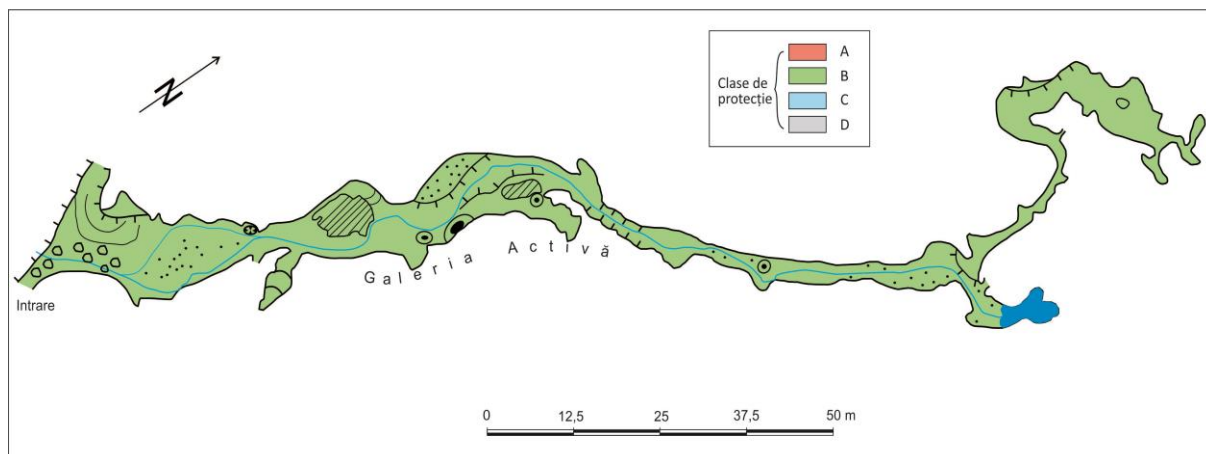 N
Clase de
protecție
A
B
C
D
Intrare
Galeria Activă
0 12,5 25 37,5 50 m